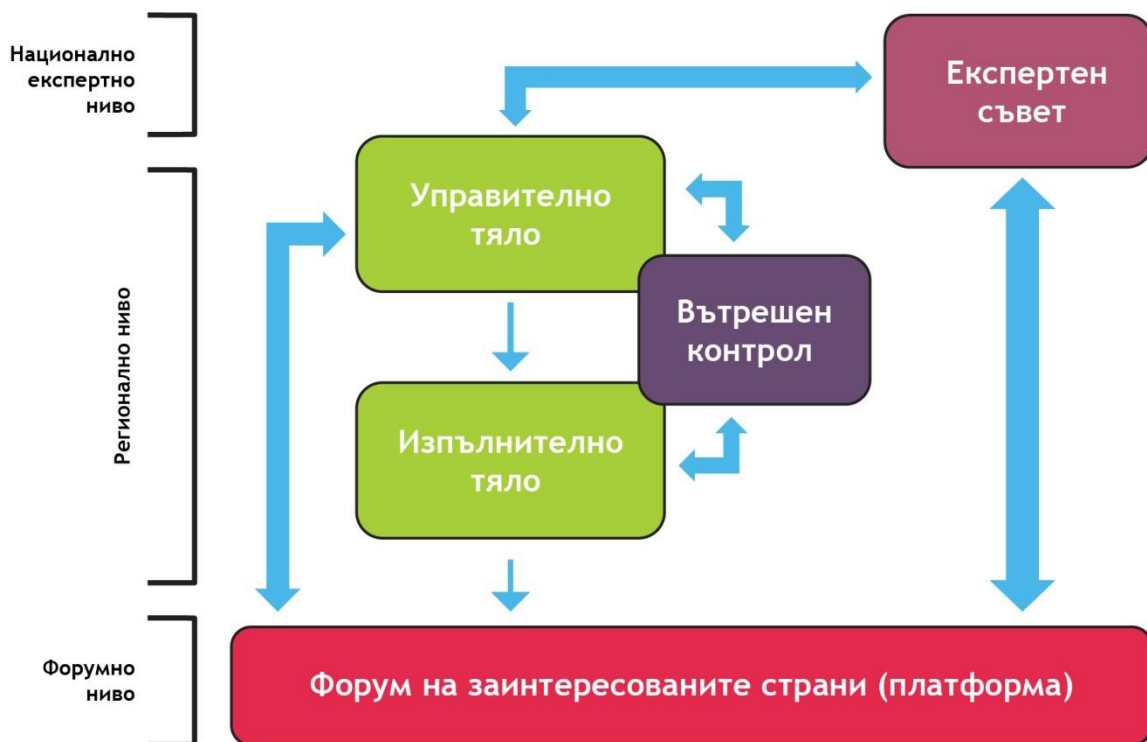 Национално
експертно
ниво
Експертен
съвет
Управително
тяло
Вътрешен
контрол
Регионално ниво
Изпълнително
тяло
Форумно
ниво
Форум на заинтересованите страни (платформа)